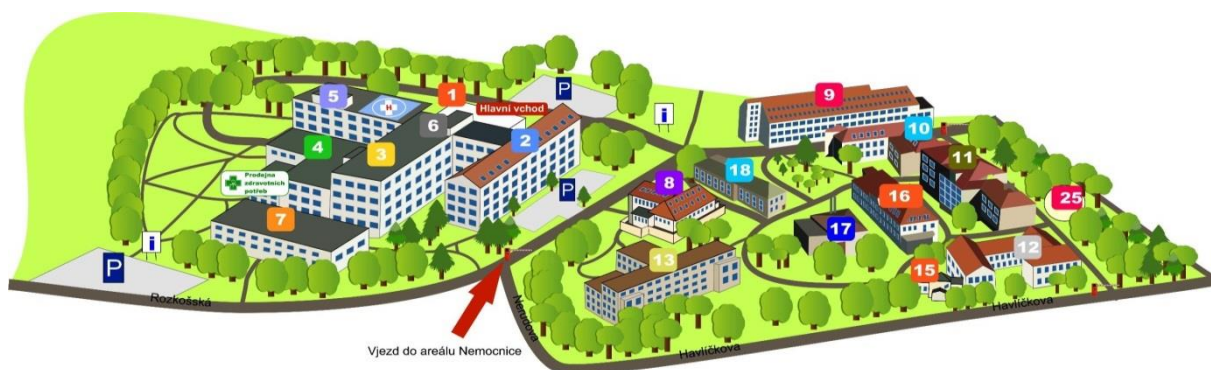 P
9
5
1
Hlavní vchod
i
H
6
10
2
4
3
11
18
P
Prodejna
zdravotních
potřeb
8
16
25
7
17
i
12
13
P
15
Rozkošská
Nerudova
Havlíčkova
Havlíčkova
Vjezd do areálu Nemocnice